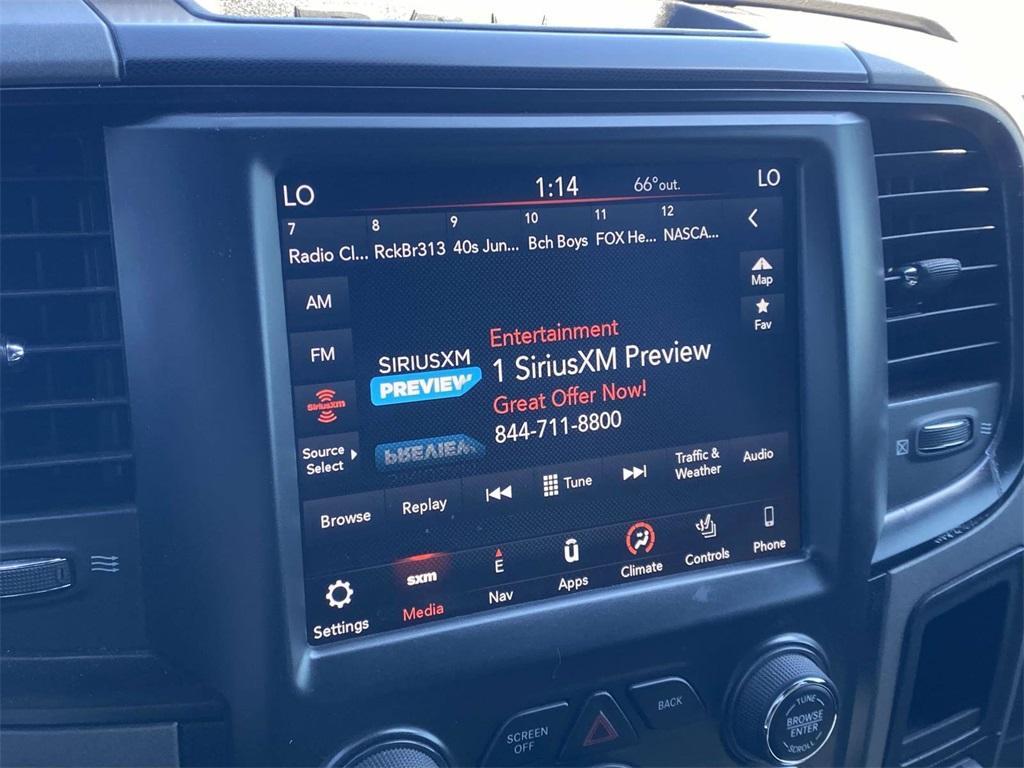 LO 1:14 66°out. LO
7 8 9 10 11 12
Radio Cl... RckBr313 40s Jun... Bch Boys FOX He... NASCA...
AM
FM
SiriusXM
Source
Select
SIRIUSXM
PREVIEW
Entertainment
1 SiriusXM Preview
Great Offer Now!
844-711-8800
Map
Fav
Browse Replay Tune Traffic & Weather Audio
Settings
sxm
Media
E
Nav
Apps
Climate
Controls
Phone
SCREEN
OFF
BACK
TUNE
BROWSE
ENTER
SCROLL